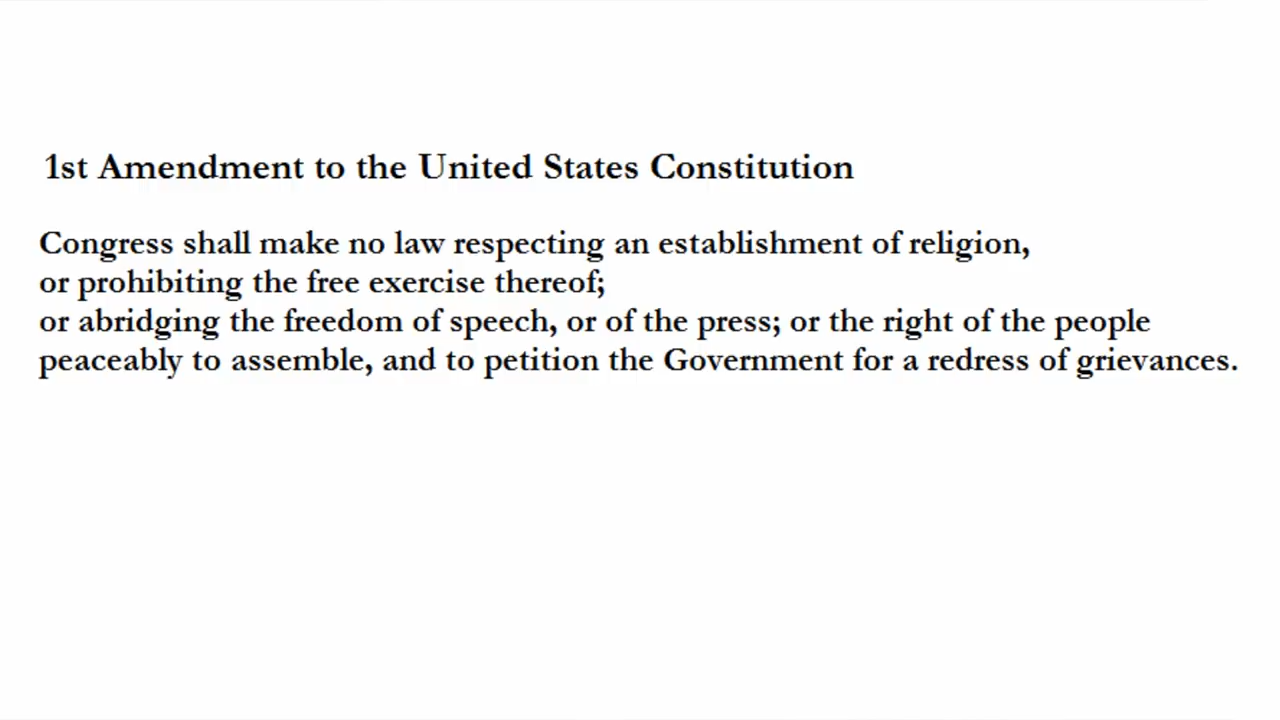 1st Amendment to the United States Constitution
Congress shall make no law respecting an establishment of religion,
or prohibiting the free exercise thereof;
or abridging the freedom of speech, or of the press; or the right of the people
peaceably to assemble, and to petition the Government for a redress of grievances.